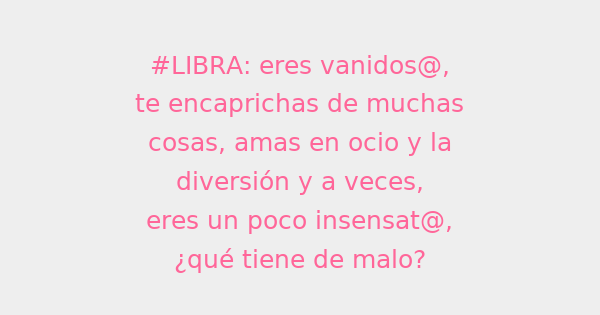 #LIBRA: eres vanidos@,
te encaprichas de muchas
cosas, amas en ocio y la
diversión y a veces,
eres un poco insensat@,
¿qué tiene de malo?